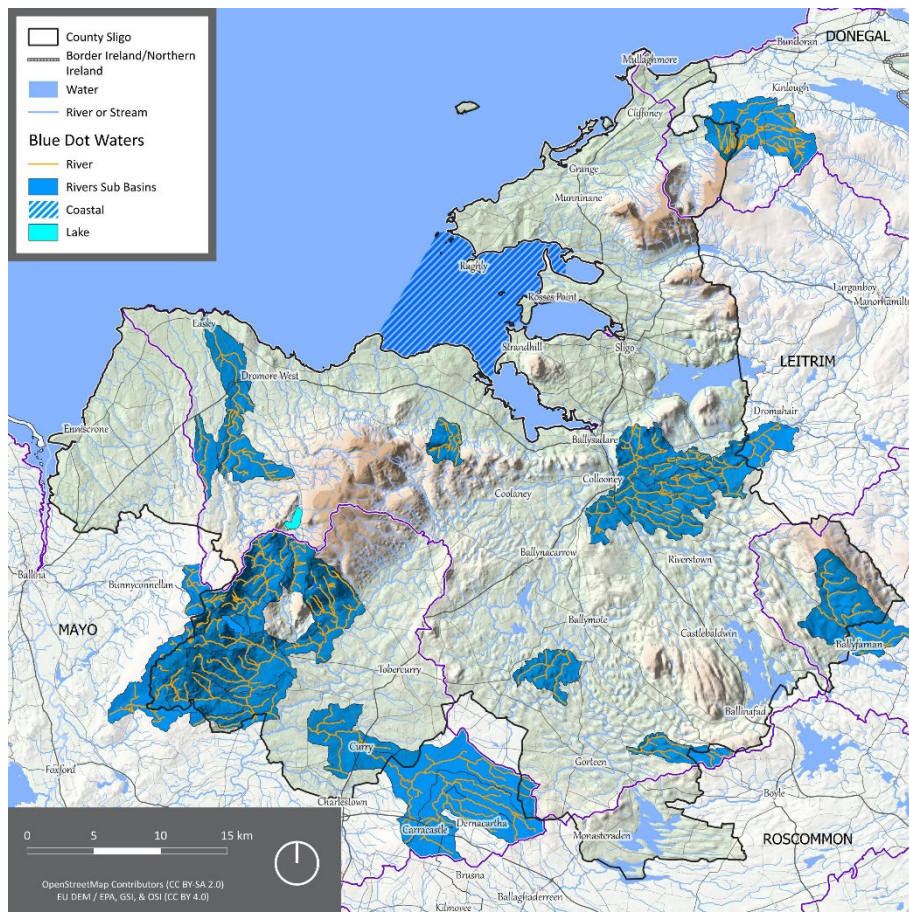 County Sligo
Border Ireland/Northern
Ireland
Water
River or Stream
Blue Dot Waters
River
Rivers Sub Basins
Coastal
Lake
DONEGAL
Bundoran
Mullaghmore
Kinlough
Cliffoney
Grange
Munninane
Raghly
Rosses Point
Lurganboy
Manorhamilto
Easky
Strandhill
Sligo
LEITRIM
Dromore West
Dromahair
Enniscrone
Ballysadare
Collooney
Coolaney
Ballynacarrow
Riverstown
Ballina
Bunnyconnellan
MAYO
Ballymote
Castlebaldwin
Ballyfarnan
Tobercurry
Ballinafad
Curry
Gorteen
Foxford
Charlestown
Boyle
Carracastle
Dernacartha
Monasteraden
ROSCOMMON
Brusna
Ballaghaderreen
Kilmovee
0 5 10 15 km
OpenStreetMap Contributors (CC BY-SA 2.0)
EU DEM / EPA, GSI, & OSI (CC BY 4.0)